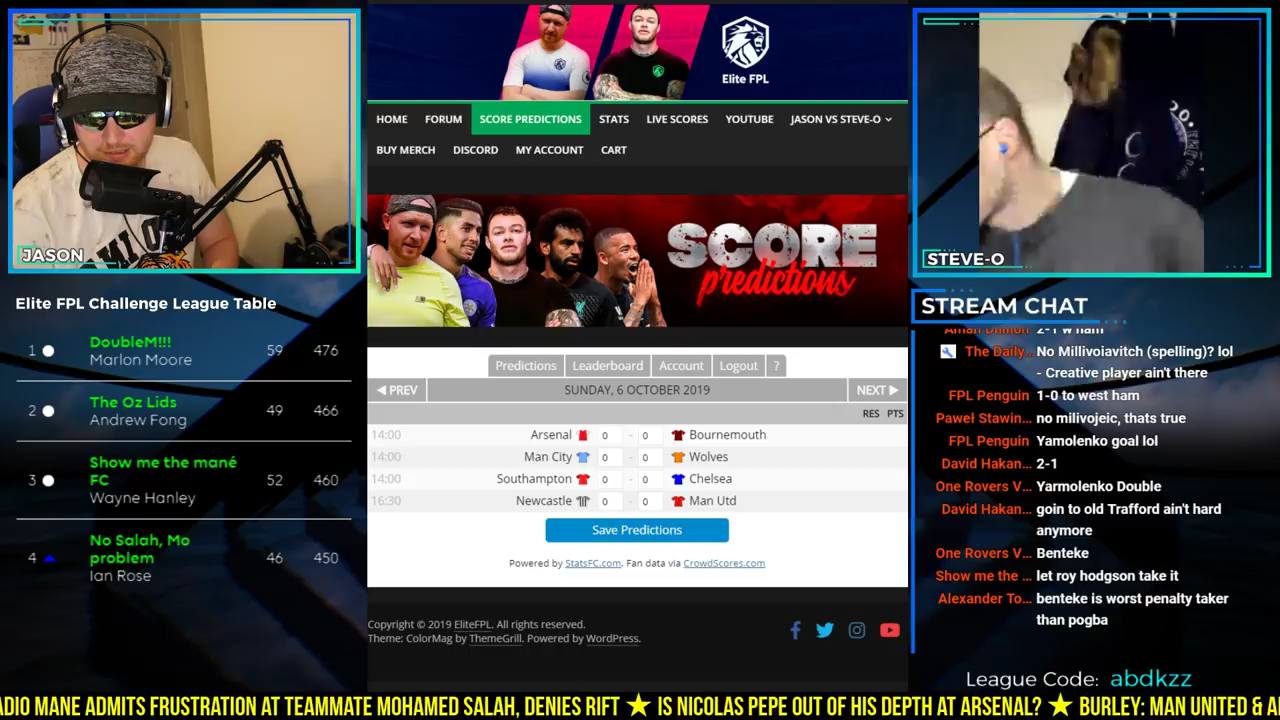 JASON
Elite FPL Challenge League Table
1 DoubleM!!! 59 476
Marlon Moore
2 The Oz Lids 49 466
Andrew Fong
3 Show me the mané FC 52 460
Wayne Hanley
4 No Salah, Mo problem 46 450
Ian Rose
Elite FPL
HOME FORUM SCORE PREDICTIONS STATS LIVE SCORES YOUTUBE JASON VS STEVE-O
BUY MERCH DISCORD MY ACCOUNT CART
SCORE
predictions
Predictions Leaderboard Account Logout ?
◀ PREV SUNDAY, 6 OCTOBER 2019 NEXT ▶
RES PTS
14:00 Arsenal 0 - 0 Bournemouth
14:00 Man City 0 - 0 Wolves
14:00 Southampton 0 - 0 Chelsea
16:30 Newcastle 0 - 0 Man Utd
Save Predictions
Powered by StatsFC.com. Fan data via CrowdScores.com
Copyright © 2019 EliteFPL. All rights reserved.
Theme: ColorMag by ThemeGrill. Powered by WordPress.
STEVE-O
STREAM CHAT
2-1 w ham
The Daily... No Millivoiavitch (spelling)? lol
- Creative player ain't there
FPL Penguin 1-0 to west ham
Paweł Stawin... no milivojeic, thats true
FPL Penguin Yamolenko goal lol
David Hakan... 2-1
One Rovers V... Yarmolenko Double
David Hakan... goin to old Trafford ain't hard
anymore
One Rovers V... Benteke
Show me the ... let roy hodgson take it
Alexander To... benteke is worst penalty taker
than pogba
League Code: abdkzz
ADIO MANE ADMITS FRUSTRATION AT TEAMMATE MOHAMED SALAH, DENIES RIFT ★ IS NICOLAS PEPE OUT OF HIS DEPTH AT ARSENAL? ★ BURLEY: MAN UNITED & A